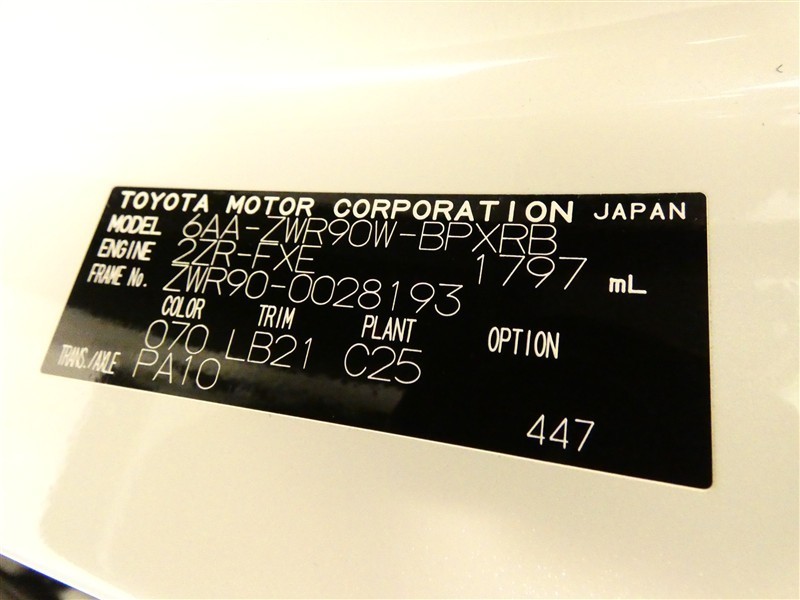 TOYOTA MOTOR CORPORATION JAPAN
MODEL 6AA-ZWR90W-BPXRB
ENGINE 2ZR-FXE 1797 mL
FRAME No. ZWR90-0028193
COLOR TRIM PLANT OPTION
070 LB21 C25
TRANS./AXLE PA10
447